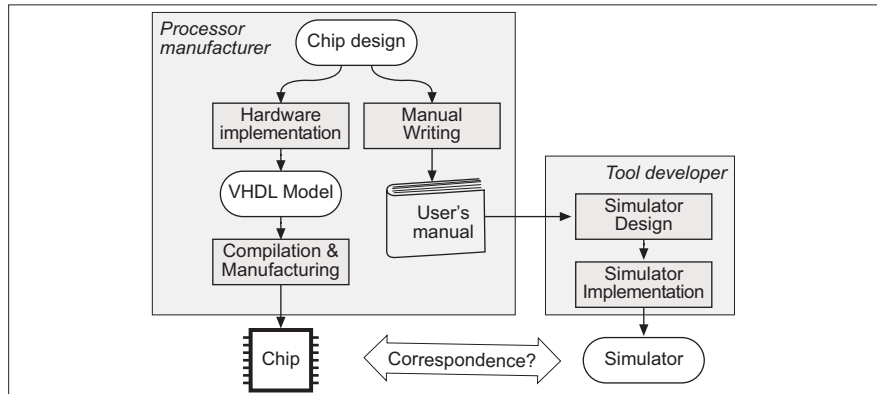 Processor
manufacturer
Chip design
Hardware
implementation
Manual
Writing
VHDL Model
User's
manual
Compilation &
Manufacturing
Chip
Tool developer
Simulator
Design
Simulator
Implementation
Simulator
Correspondence?